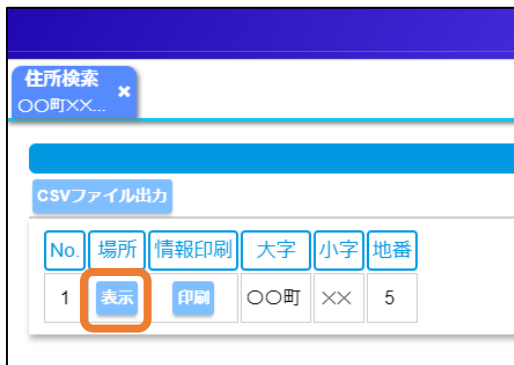 住所検索 ×
〇〇町××...
CSVファイル出力
No. 場所 情報印刷 大字 小字 地番
1 表示 印刷 〇〇町 ×× 5